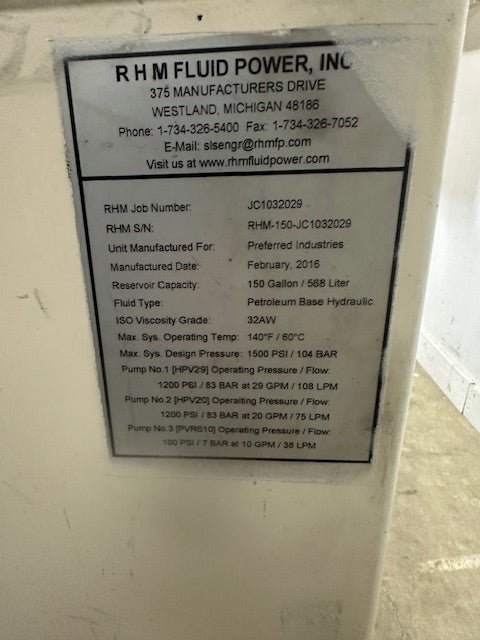 R H M FLUID POWER, INC
375 MANUFACTURERS DRIVE
WESTLAND, MICHIGAN 48186
Phone: 1-734-326-5400 Fax: 1-734-326-7052
E-Mail: slsengr@rhmfp.com
Visit us at www.rhmfluidpower.com
RHM Job Number: JC1032029
RHM S/N: RHM-150-JC1032029
Unit Manufactured For: Preferred Industries
Manufactured Date: February, 2016
Reservoir Capacity: 150 Gallon / 568 Liter
Fluid Type: Petroleum Base Hydraulic
ISO Viscosity Grade: 32AW
Max. Sys. Operating Temp: 140°F / 60°C
Max. Sys. Design Pressure: 1500 PSI / 104 BAR
Pump No.1 [HPV29] Operating Pressure / Flow:
1200 PSI / 83 BAR at 29 GPM / 108 LPM
Pump No.2 [HPV20] Operaiting Pressure / Flow:
1200 PSI / 83 BAR at 20 GPM / 75 LPM
Pump No 3 [PVR610] Operating Pressure / Flow:
100 PSI / 7 BAR at 10 GPM / 38 LPM